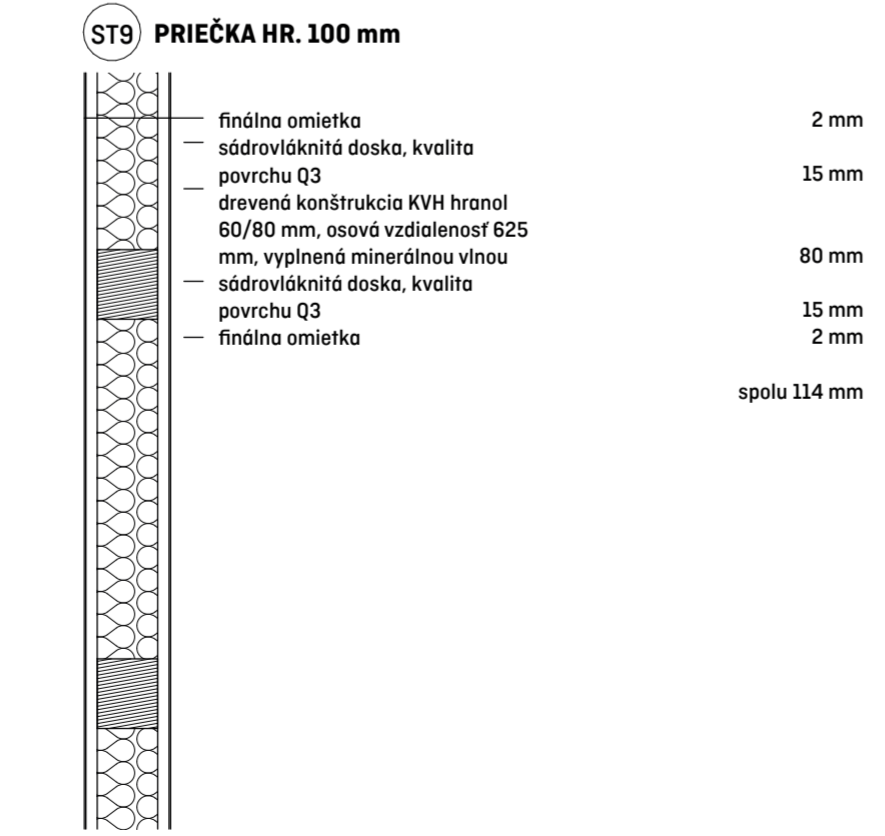 ST9 PRIEČKA HR. 100 mm
finálna omietka 2 mm
sádrovláknitá doska, kvalita
povrchu Q3 15 mm
drevená konštrukcia KVH hranol
60/80 mm, osová vzdialenosť 625
mm, vyplnená minerálnou vlnou 80 mm
sádrovláknitá doska, kvalita
povrchu Q3 15 mm
finálna omietka 2 mm
spolu 114 mm